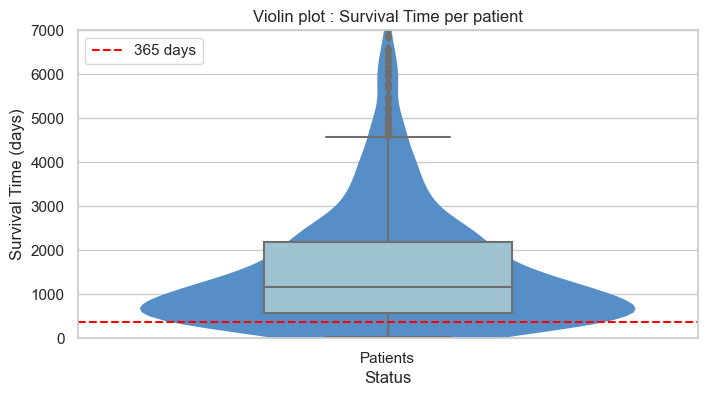 Violin plot : Survival Time per patient
365 days
7000
6000
5000
4000
3000
2000
1000
0
Survival Time (days)
Patients
Status